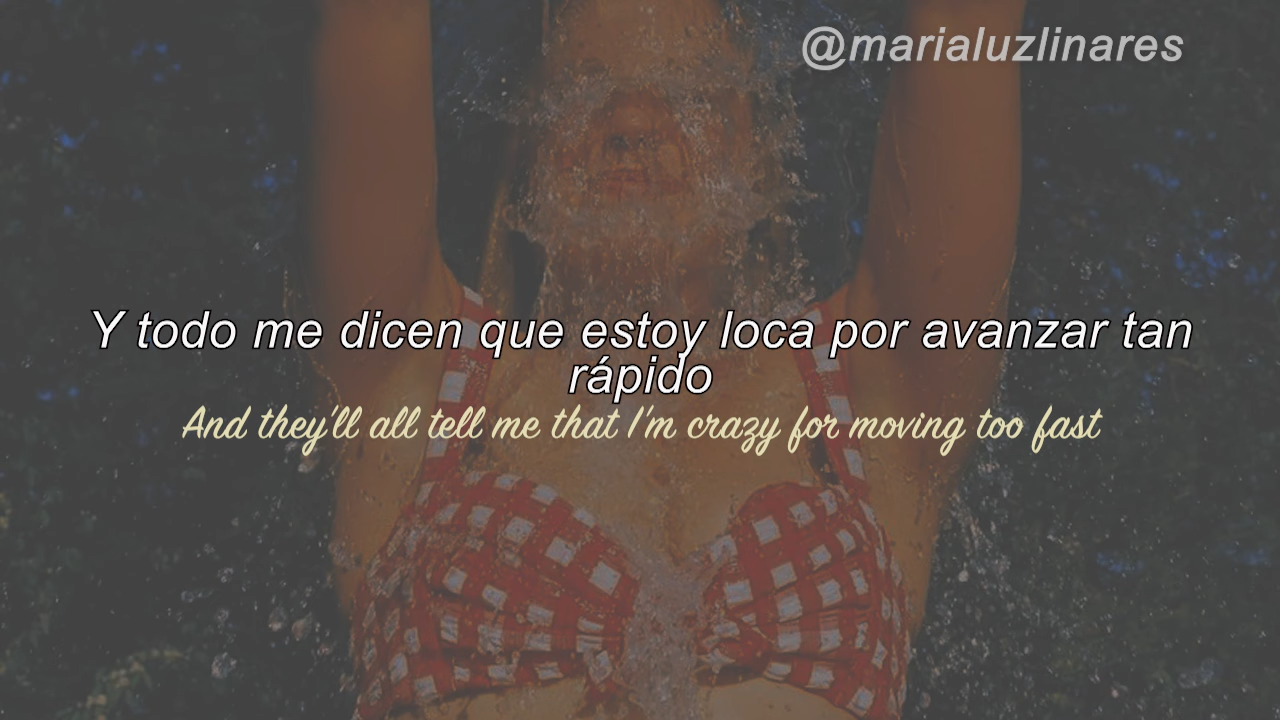 @marialuzlinares
Y todo me dicen que estoy loca por avanzar tan
rápido
And they'll all tell me that I'm crazy for moving too fast